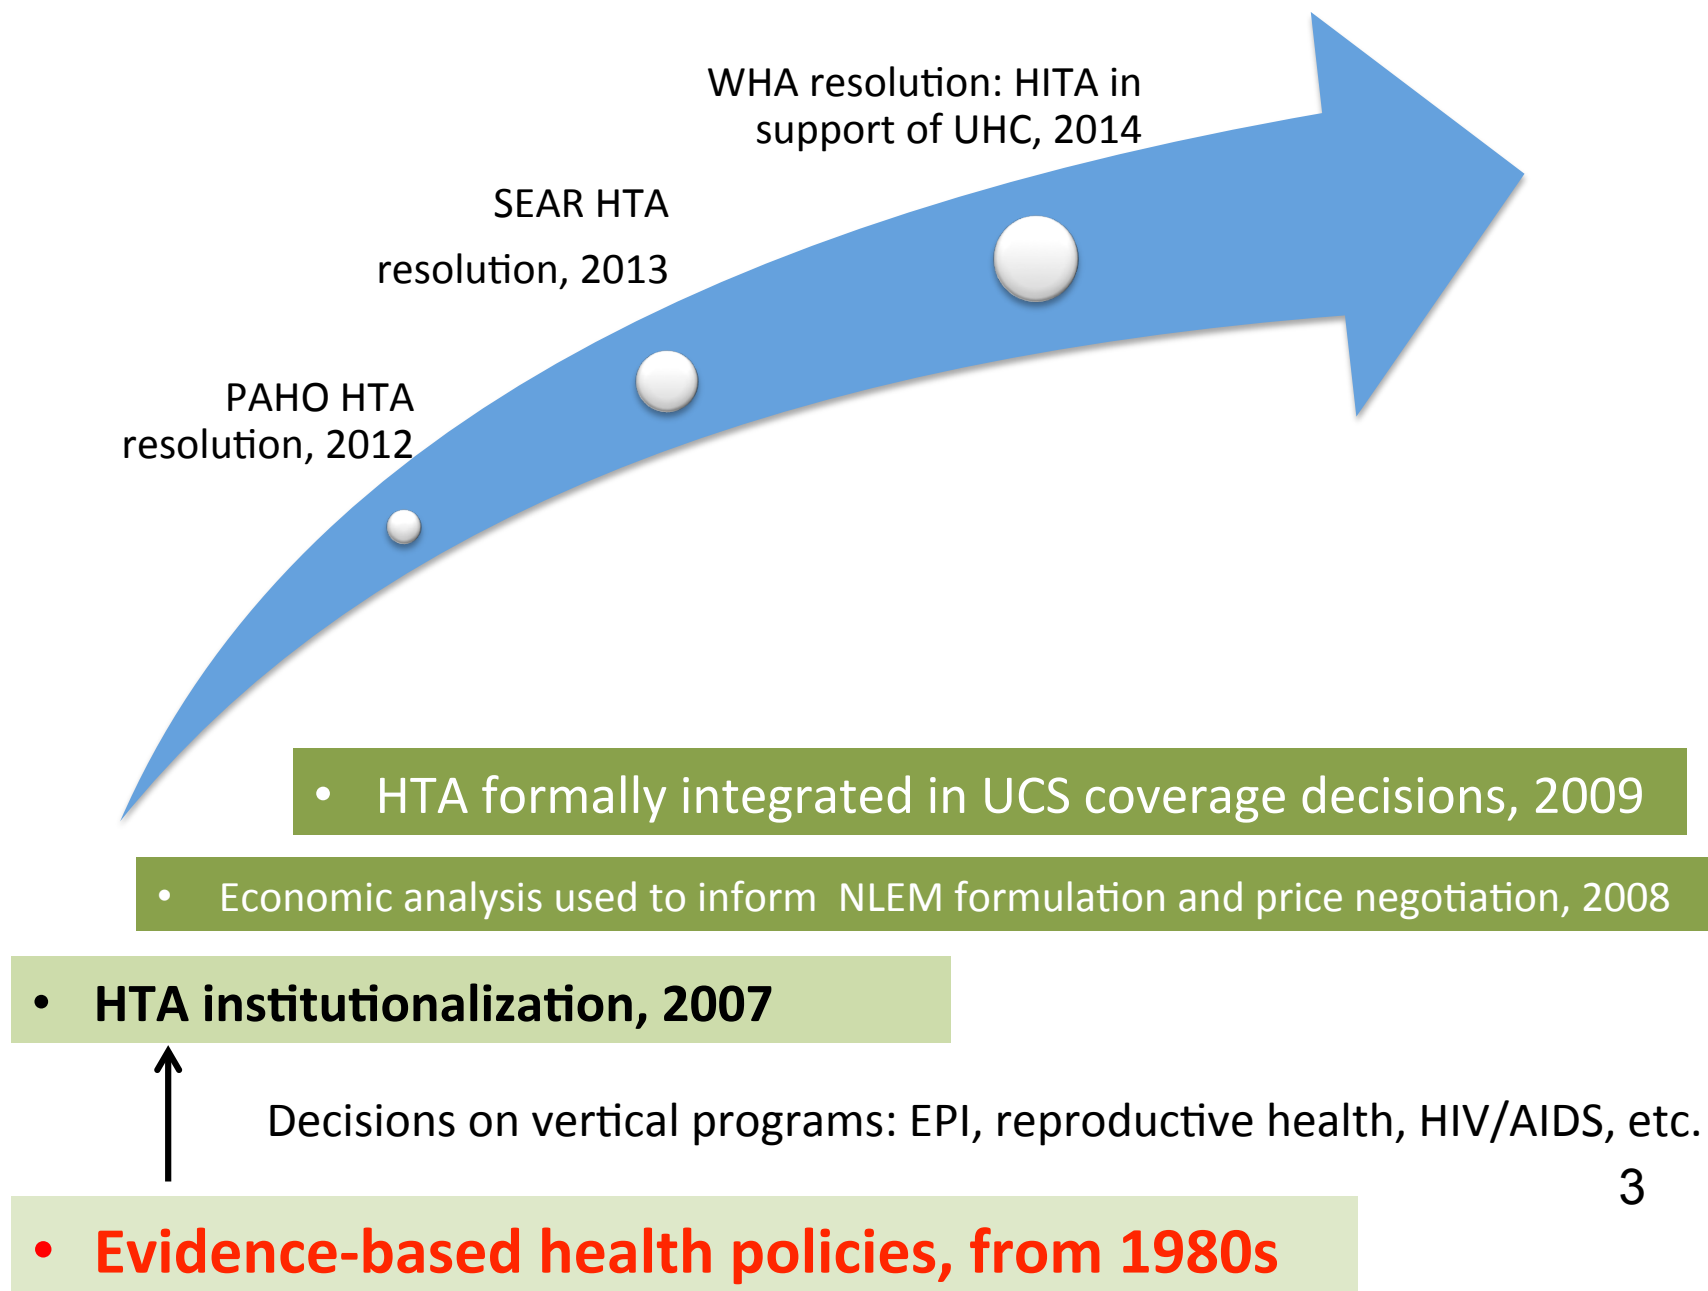 WHA resolution: HITA in
support of UHC, 2014
SEAR HTA
resolution, 2013
PAHO HTA
resolution, 2012
• HTA formally integrated in UCS coverage decisions, 2009
• Economic analysis used to inform NLEM formulation and price negotiation, 2008
• HTA institutionalization, 2007
Decisions on vertical programs: EPI, reproductive health, HIV/AIDS, etc.
3
• Evidence-based health policies, from 1980s